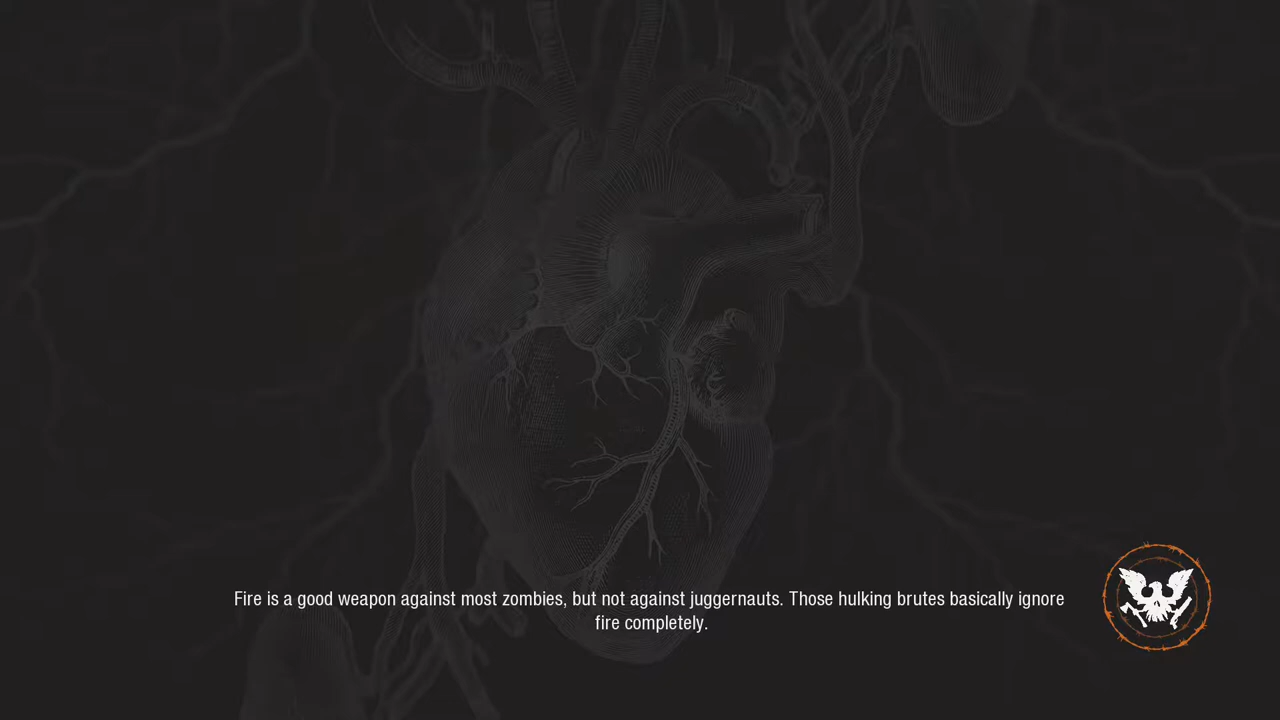 Fire is a good weapon against most zombies, but not against juggernauts. Those hulking brutes basically ignore
fire completely.